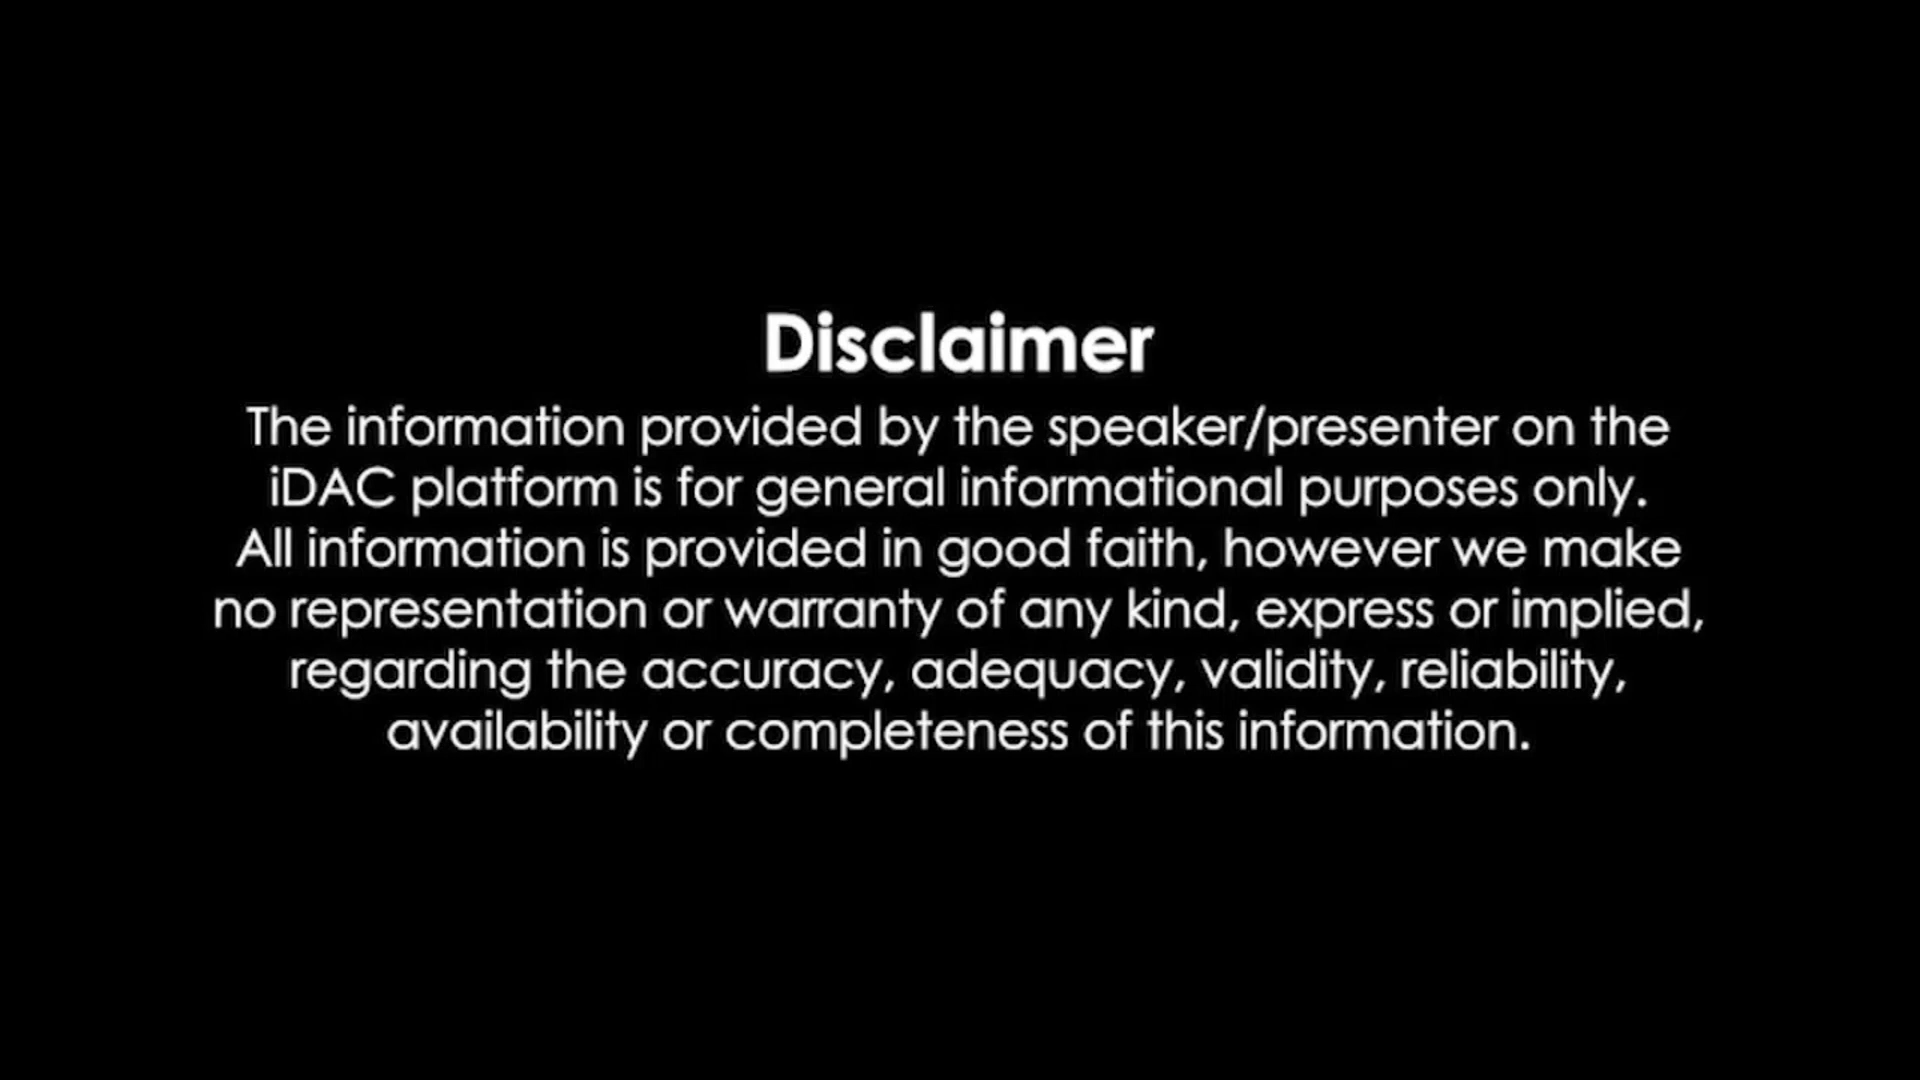 Disclaimer
The information provided by the speaker/presenter on the
iDAC platform is for general informational purposes only.
All information is provided in good faith, however we make
no representation or warranty of any kind, express or implied,
regarding the accuracy, adequacy, validity, reliability,
availability or completeness of this information.